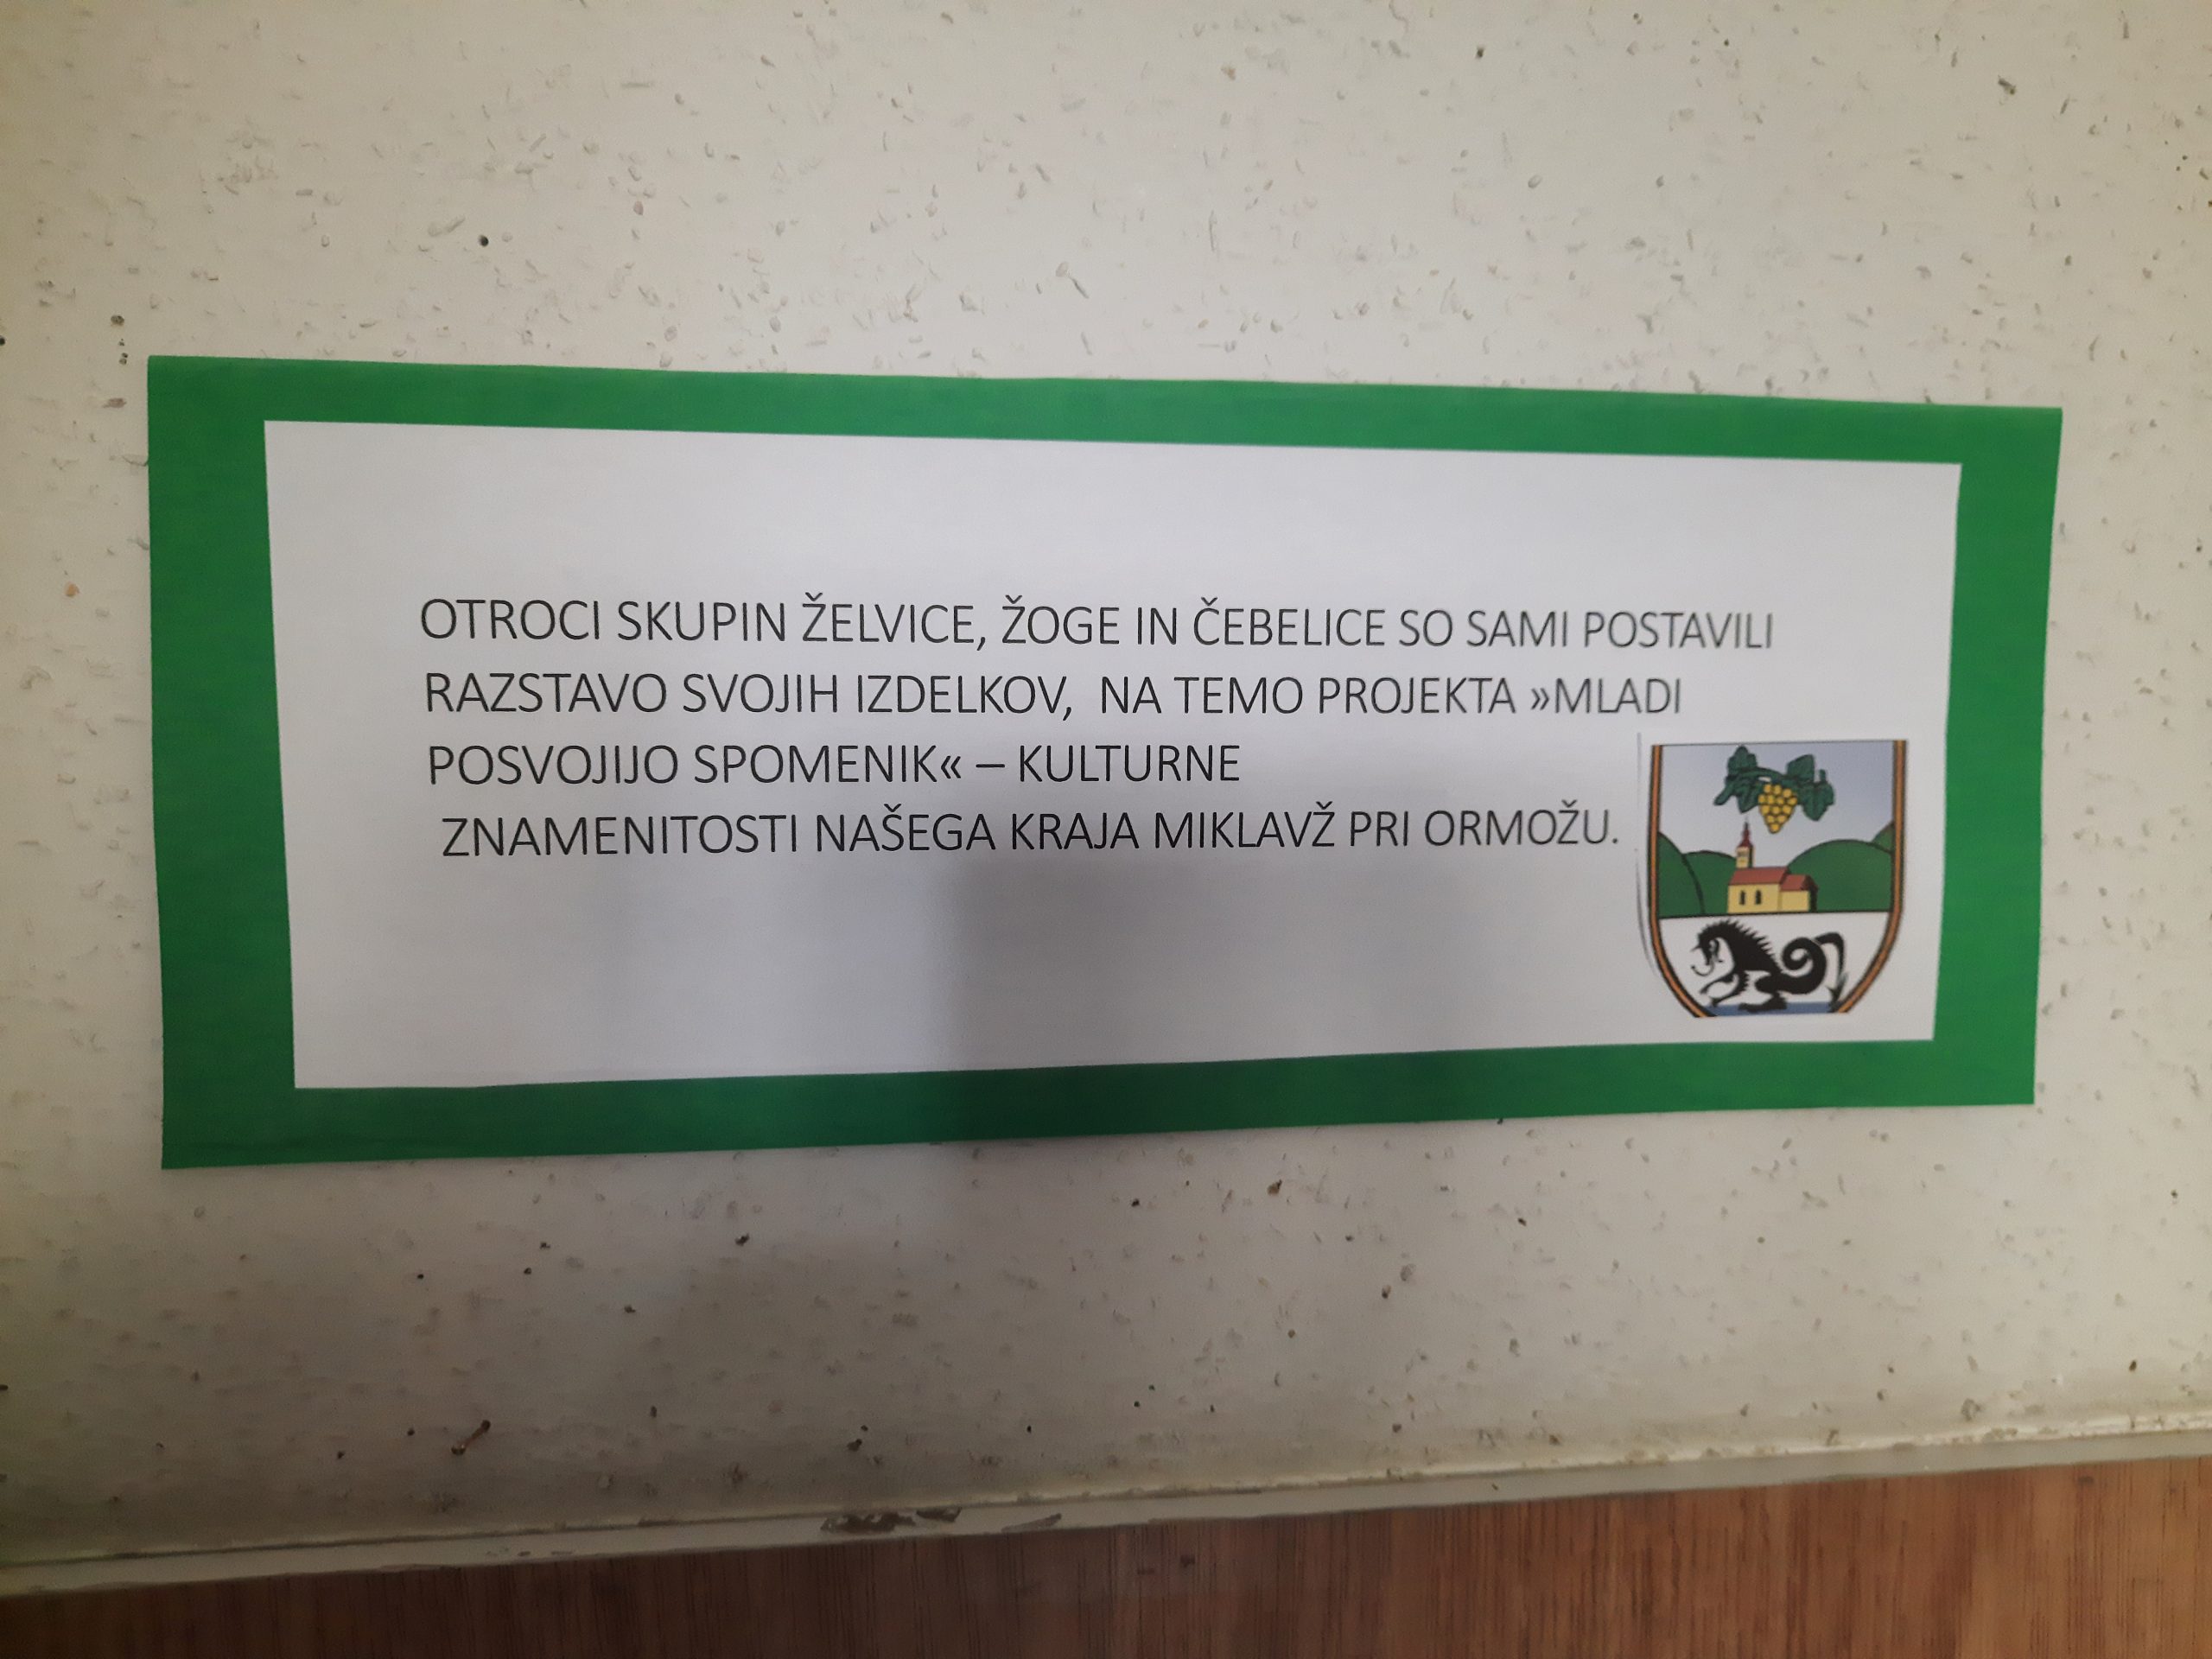 OTROCI SKUPIN ŽELVICE, ŽOGE IN ČEBELICE SO SAMI POSTAVILI
RAZSTAVO SVOJIH IZDELKOV,  NA TEMO PROJEKTA »MLADI
POSVOJIJO SPOMENIK« – KULTURNE
ZNAMENITOSTI NAŠEGA KRAJA MIKLAVŽ PRI ORMOŽU.